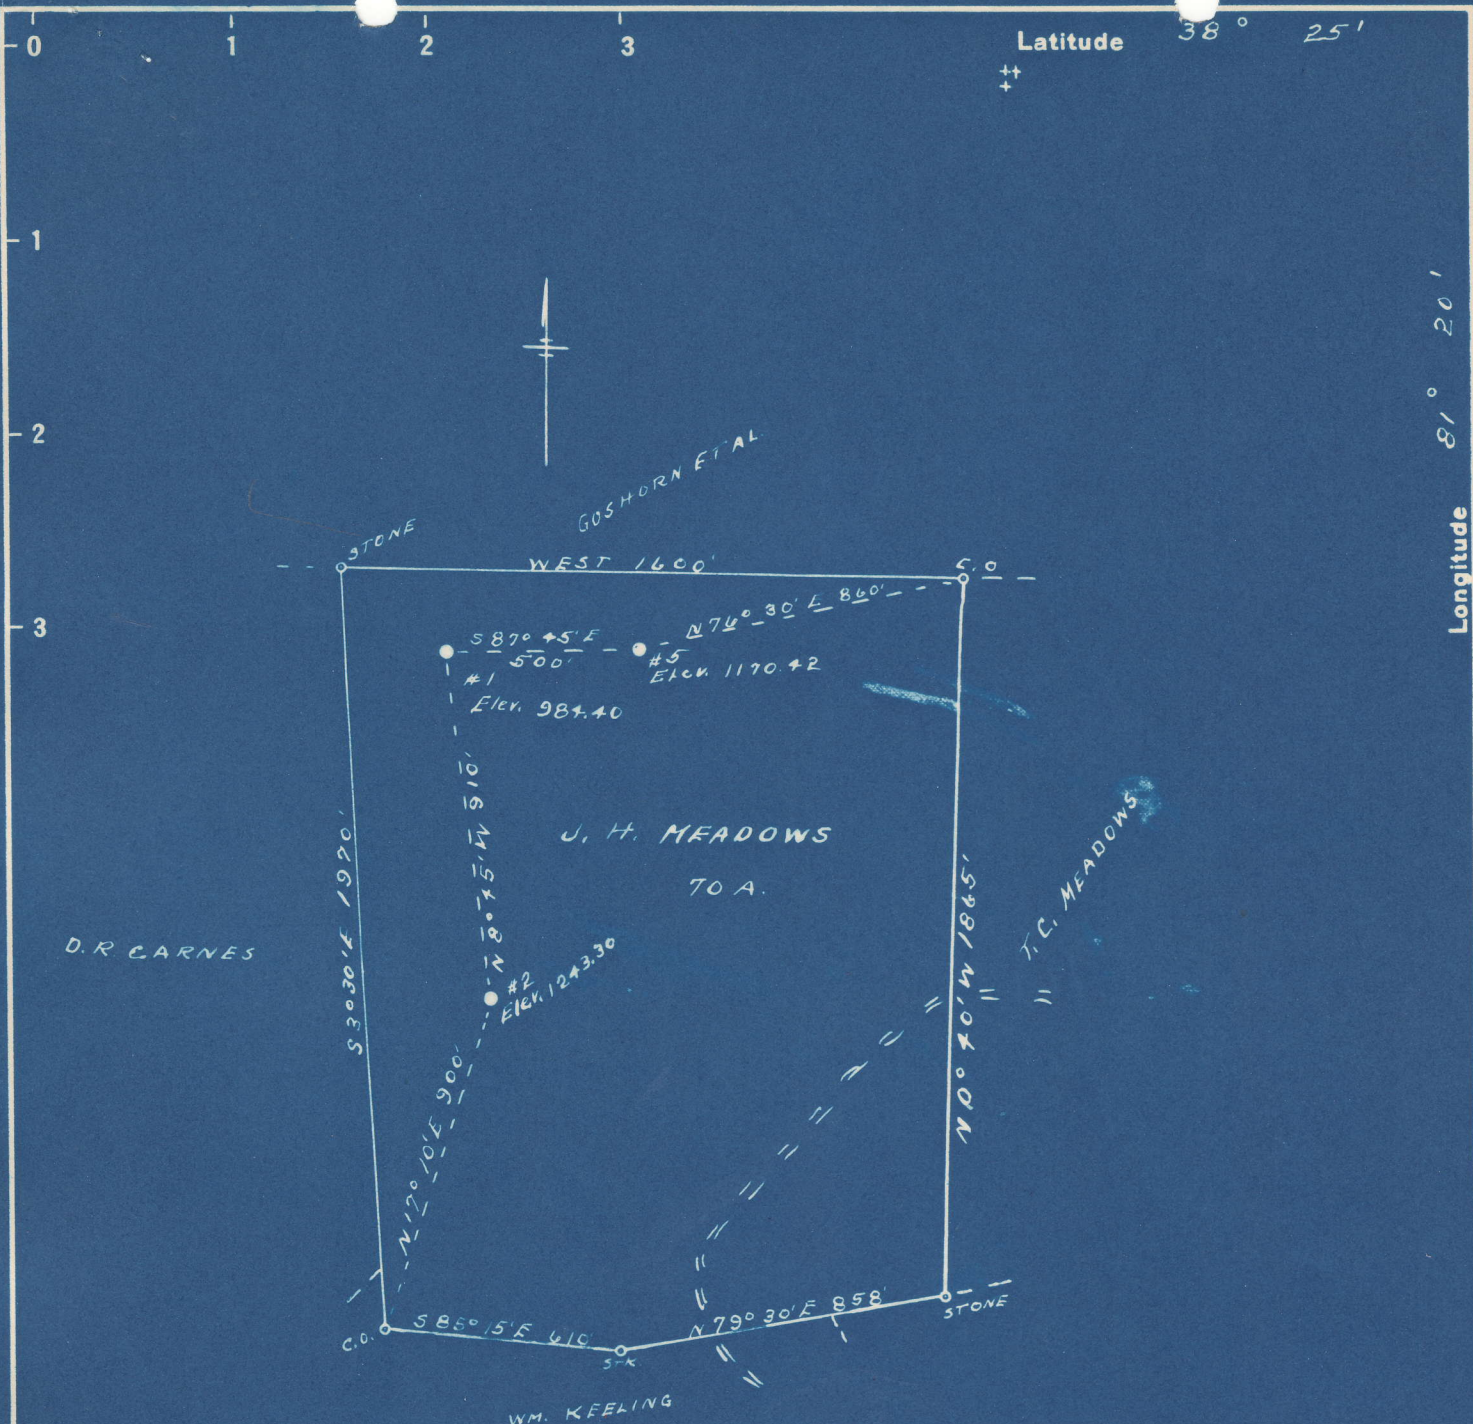 0 1 2 3
Latitude 38° 25'
1
2
3
Longitude 81° 20'
GOSHORN ET AL.
STONE
WEST 1600'
C.O
N 76° 30' E 860'
S 87° 45' E
500'
#1
Elev. 984.40
#5
Elev. 1170.42
N 8° 45' W 910'
J. H. MEADOWS
70 A.
S 3° 30' E 1970'
N 0° 40' W 1865'
T.C. MEADOWS
D.R CARNES
#2
Elev. 1243.30
N 17° 10' E 900'
C.O.
S 85° 15' E 610'
STK
N 79° 30' E 858'
STONE
WM. KEELING